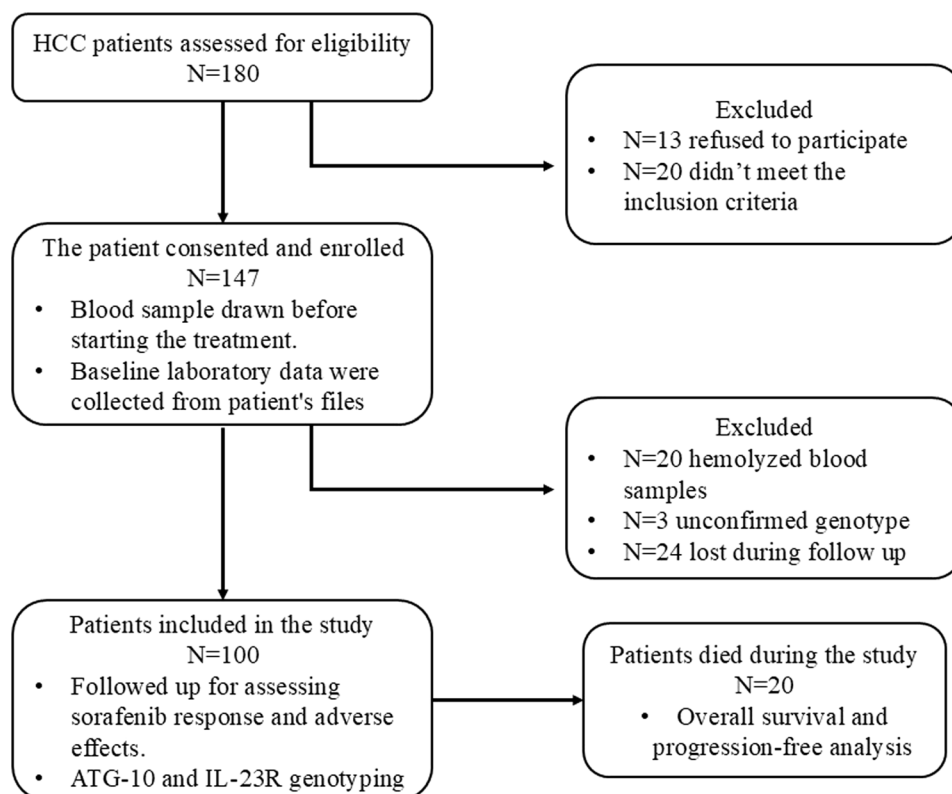 HCC patients assessed for eligibility
N=180
Excluded
• N=13 refused to participate
• N=20 didn’t meet the
inclusion criteria
The patient consented and enrolled
N=147
• Blood sample drawn before
starting the treatment.
• Baseline laboratory data were
collected from patient's files
Excluded
• N=20 hemolyzed blood
samples
• N=3 unconfirmed genotype
• N=24 lost during follow up
Patients included in the study
N=100
• Followed up for assessing
sorafenib response and adverse
effects.
• ATG-10 and IL-23R genotyping
Patients died during the study
N=20
• Overall survival and
progression-free analysis